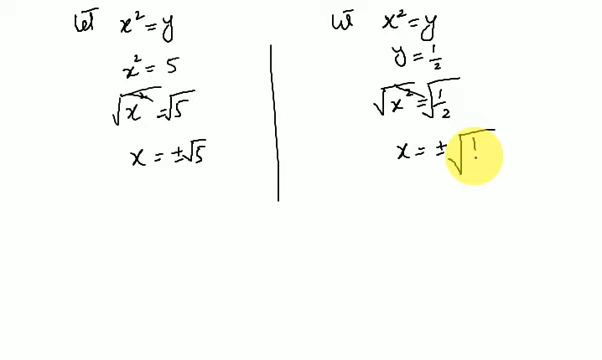 let x² = y
x² = 5
√x² = √5
x = ±√5
let x² = y
y = 1/2
√x² = √1/2
x = ±√1